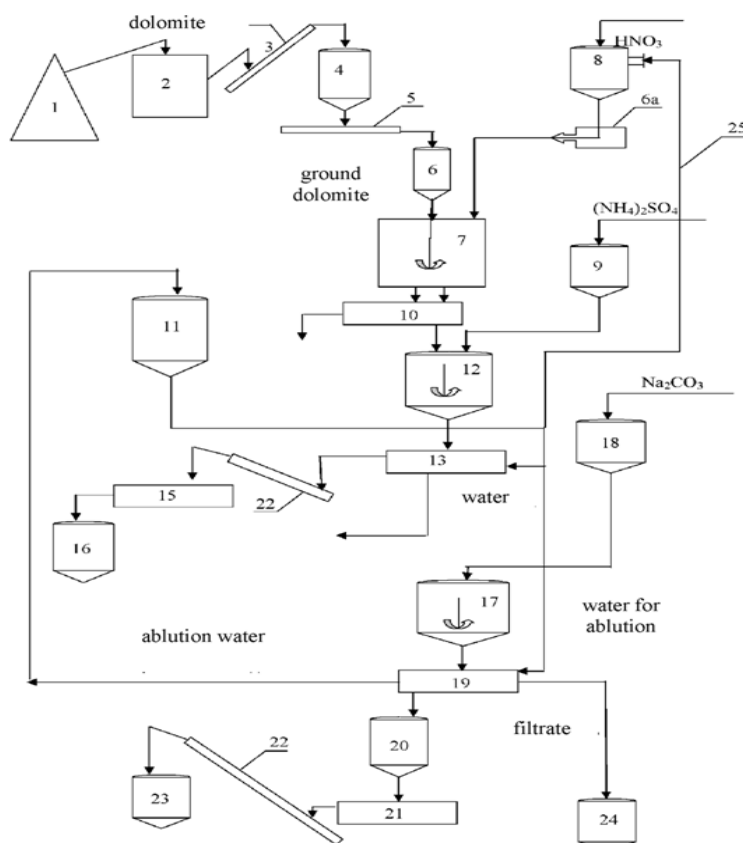 dolomite
1
2
3
4
5
6
ground
dolomite
HNO₃
8
6a
25
(NH₄)₂SO₄
7
9
10
11
12
Na₂CO₃
18
13
water
22
15
16
17
water for
ablution
ablution water
19
filtrate
20
22
23
21
24